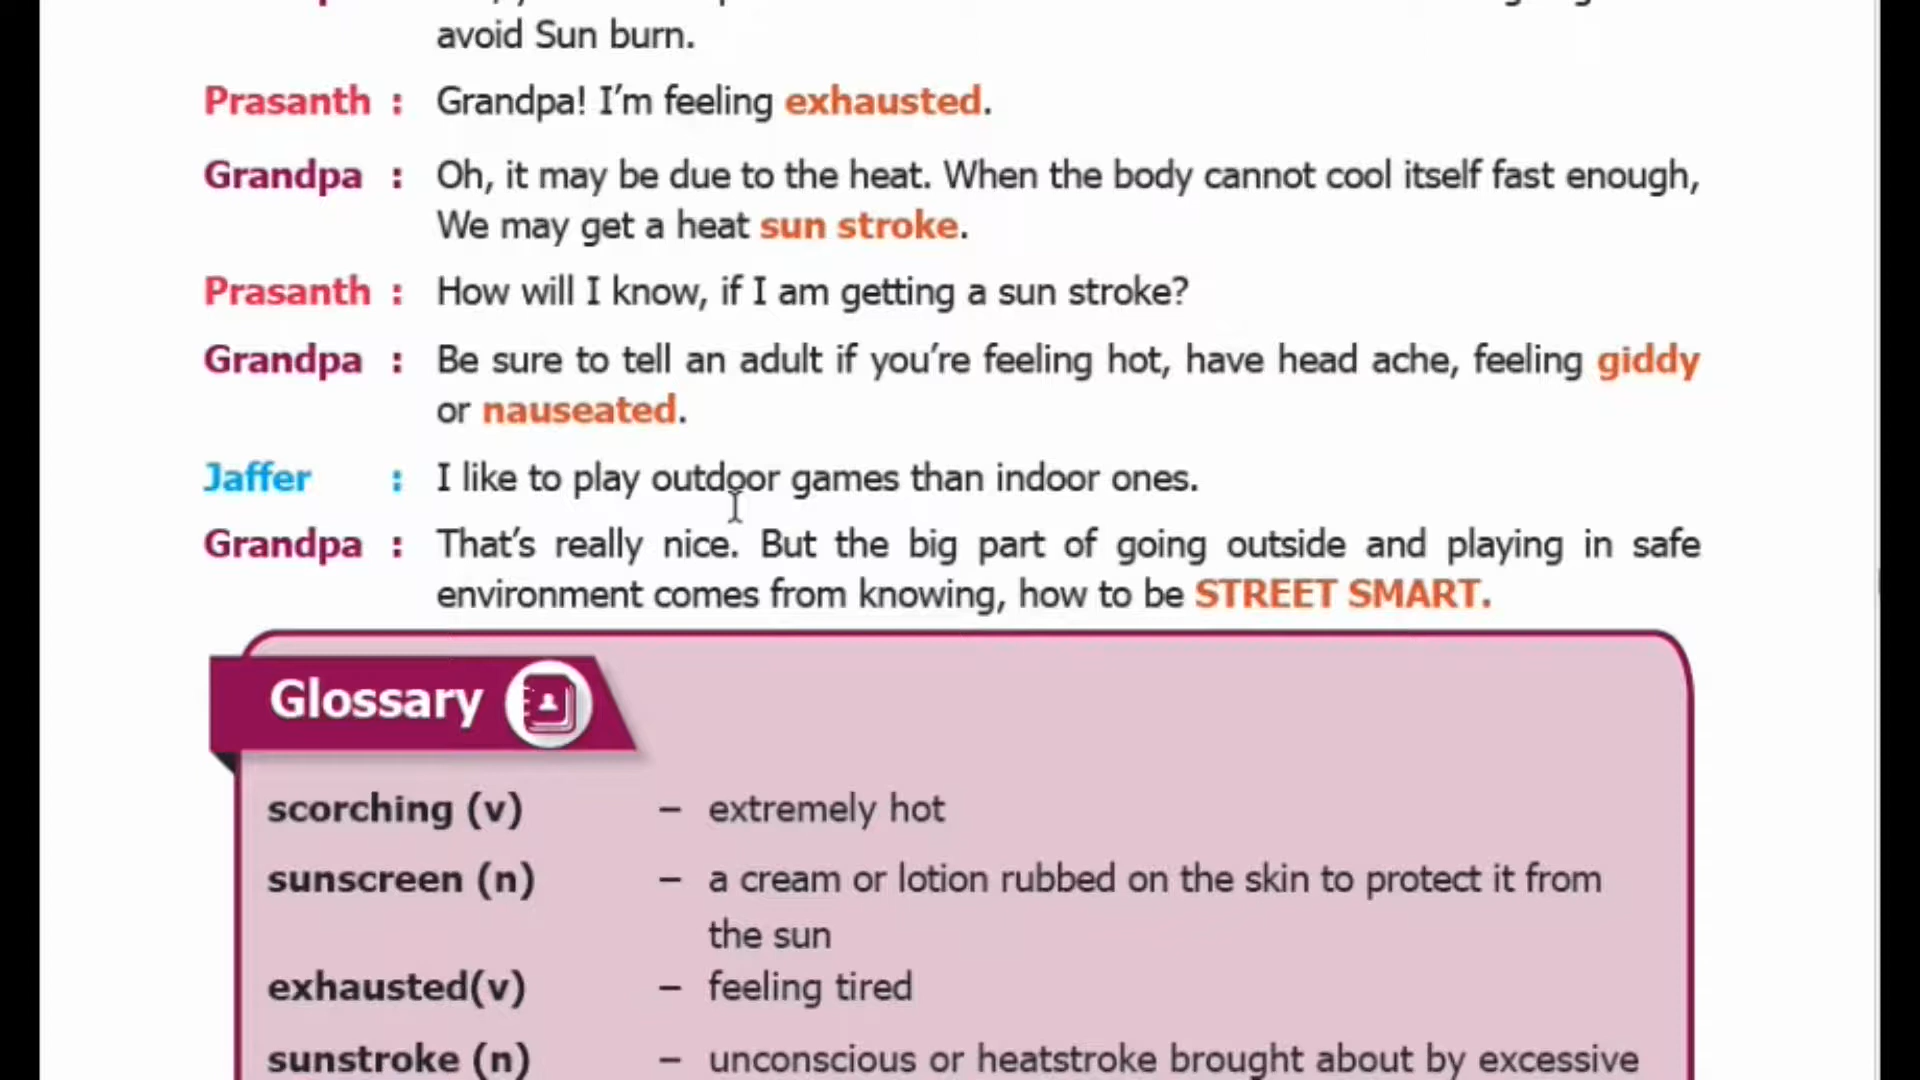 avoid Sun burn.
Prasanth : Grandpa! I'm feeling exhausted.
Grandpa : Oh, it may be due to the heat. When the body cannot cool itself fast enough,
We may get a heat sun stroke.
Prasanth : How will I know, if I am getting a sun stroke?
Grandpa : Be sure to tell an adult if you're feeling hot, have head ache, feeling giddy
or nauseated.
Jaffer : I like to play outdoor games than indoor ones.
Grandpa : That's really nice. But the big part of going outside and playing in safe
environment comes from knowing, how to be STREET SMART.
Glossary
scorching (v) – extremely hot
sunscreen (n) – a cream or lotion rubbed on the skin to protect it from
the sun
exhausted(v) – feeling tired
sunstroke (n) – unconscious or heatstroke brought about by excessive